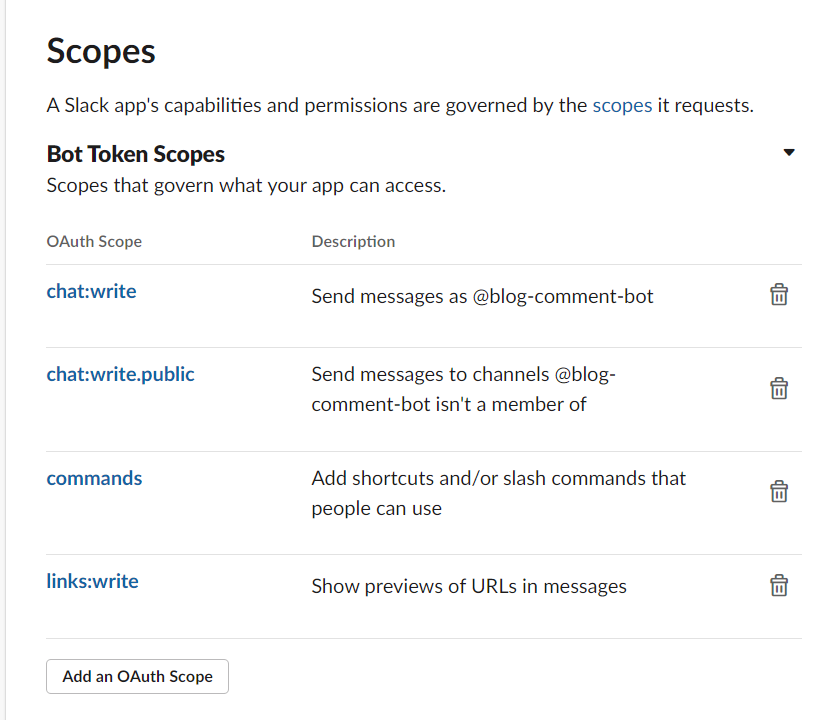 Scopes
A Slack app's capabilities and permissions are governed by the scopes it requests.
Bot Token Scopes
Scopes that govern what your app can access.
OAuth Scope Description
chat:write Send messages as @blog-comment-bot
chat:write.public Send messages to channels @blog-
comment-bot isn't a member of
commands Add shortcuts and/or slash commands that
people can use
links:write Show previews of URLs in messages
Add an OAuth Scope